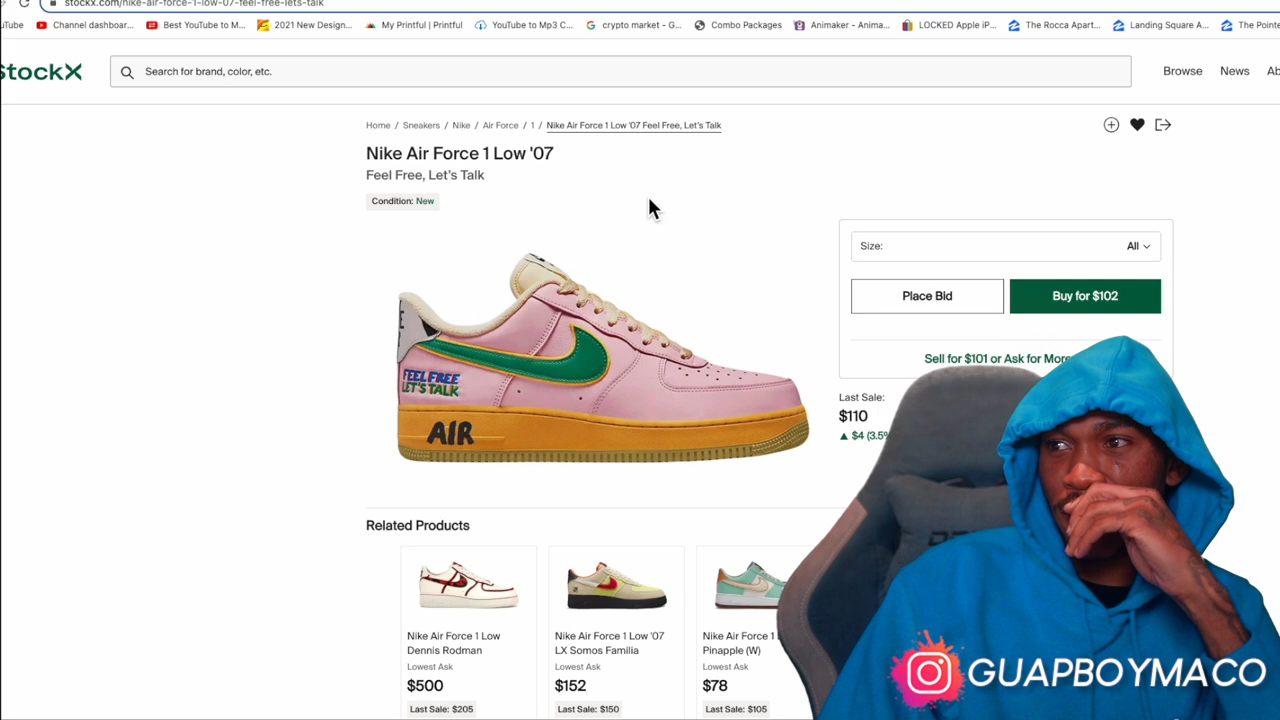 stockx.com/nike-air-force-1-low-07-feel-free-lets-talk
uTube Channel dashboar... Best YouTube to M... 2021 New Design... My Printful | Printful YouTube to Mp3 C... crypto market - G... Combo Packages Animaker - Anima... LOCKED Apple iP... The Rocca Apart... Landing Square A... The Pointe
StockX
Search for brand, color, etc.
Browse News Ab
Home / Sneakers / Nike / Air Force / 1 / Nike Air Force 1 Low '07 Feel Free, Let's Talk
Nike Air Force 1 Low '07
Feel Free, Let's Talk
Condition: New
Size: All
Place Bid Buy for $102
Sell for $101 or Ask for More
Last Sale:
$110
▲ $4 (3.5%
FEEL FREE
LET'S TALK
AIR
Related Products
Nike Air Force 1 Low
Dennis Rodman
Lowest Ask
$500
Last Sale: $205
Nike Air Force 1 Low '07
LX Somos Familia
Lowest Ask
$152
Last Sale: $150
Nike Air Force 1
Pinapple (W)
Lowest Ask
$78
Last Sale: $105
GUAPBOYMACO